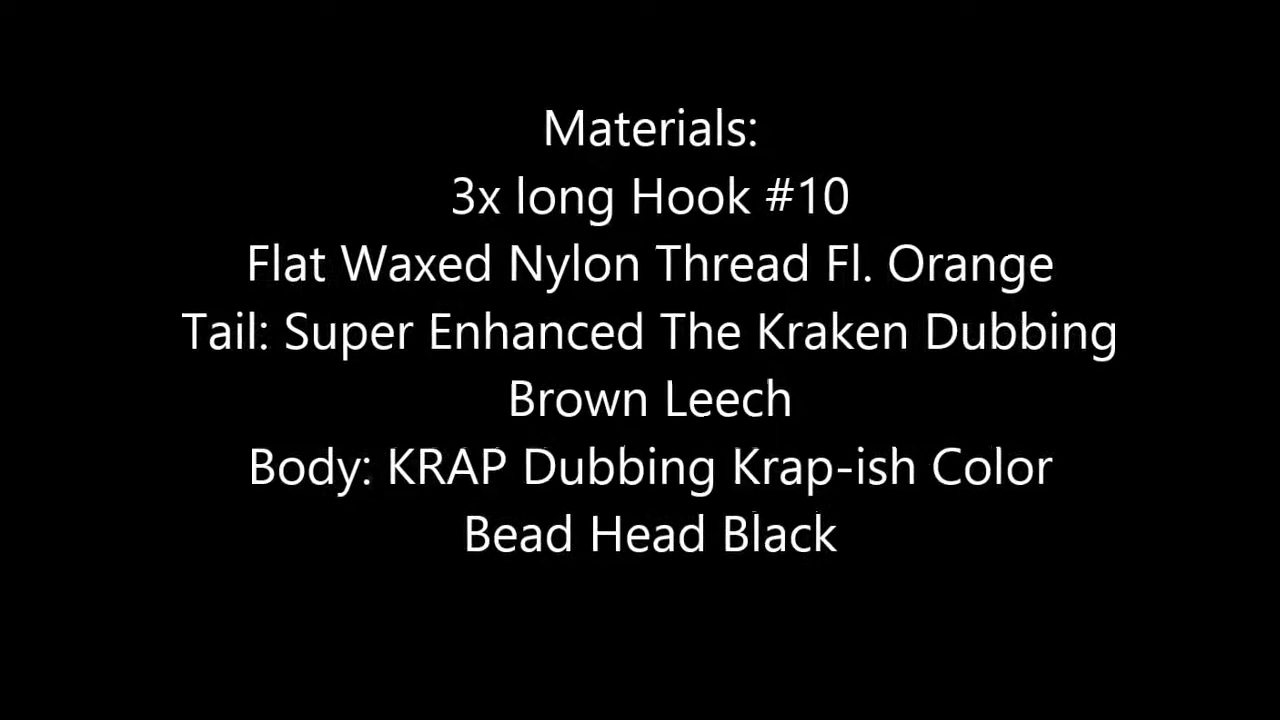 Materials:
3x long Hook #10
Flat Waxed Nylon Thread Fl. Orange
Tail: Super Enhanced The Kraken Dubbing
Brown Leech
Body: KRAP Dubbing Krap-ish Color
Bead Head Black